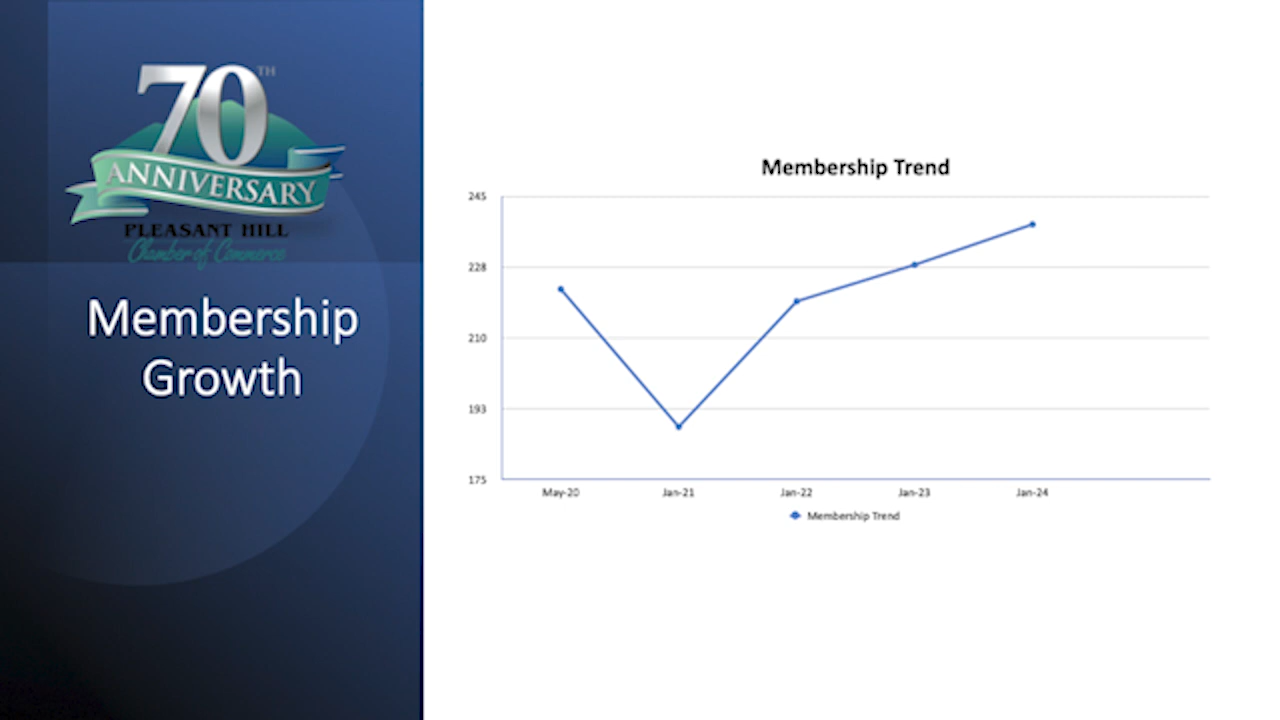 70TH
ANNIVERSARY
PLEASANT HILL
Chamber of Commerce
Membership
Growth
Membership Trend
245
228
210
193
175
May-20 Jan-21 Jan-22 Jan-23 Jan-24
Membership Trend